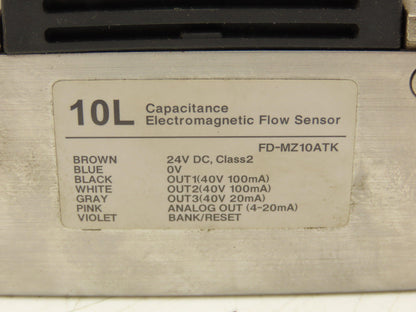 10L Capacitance
Electromagnetic Flow Sensor
FD-MZ10ATK
BROWN 24V DC, Class2
BLUE 0V
BLACK OUT1(40V 100mA)
WHITE OUT2(40V 100mA)
GRAY OUT3(40V 20mA)
PINK ANALOG OUT (4-20mA)
VIOLET BANK/RESET